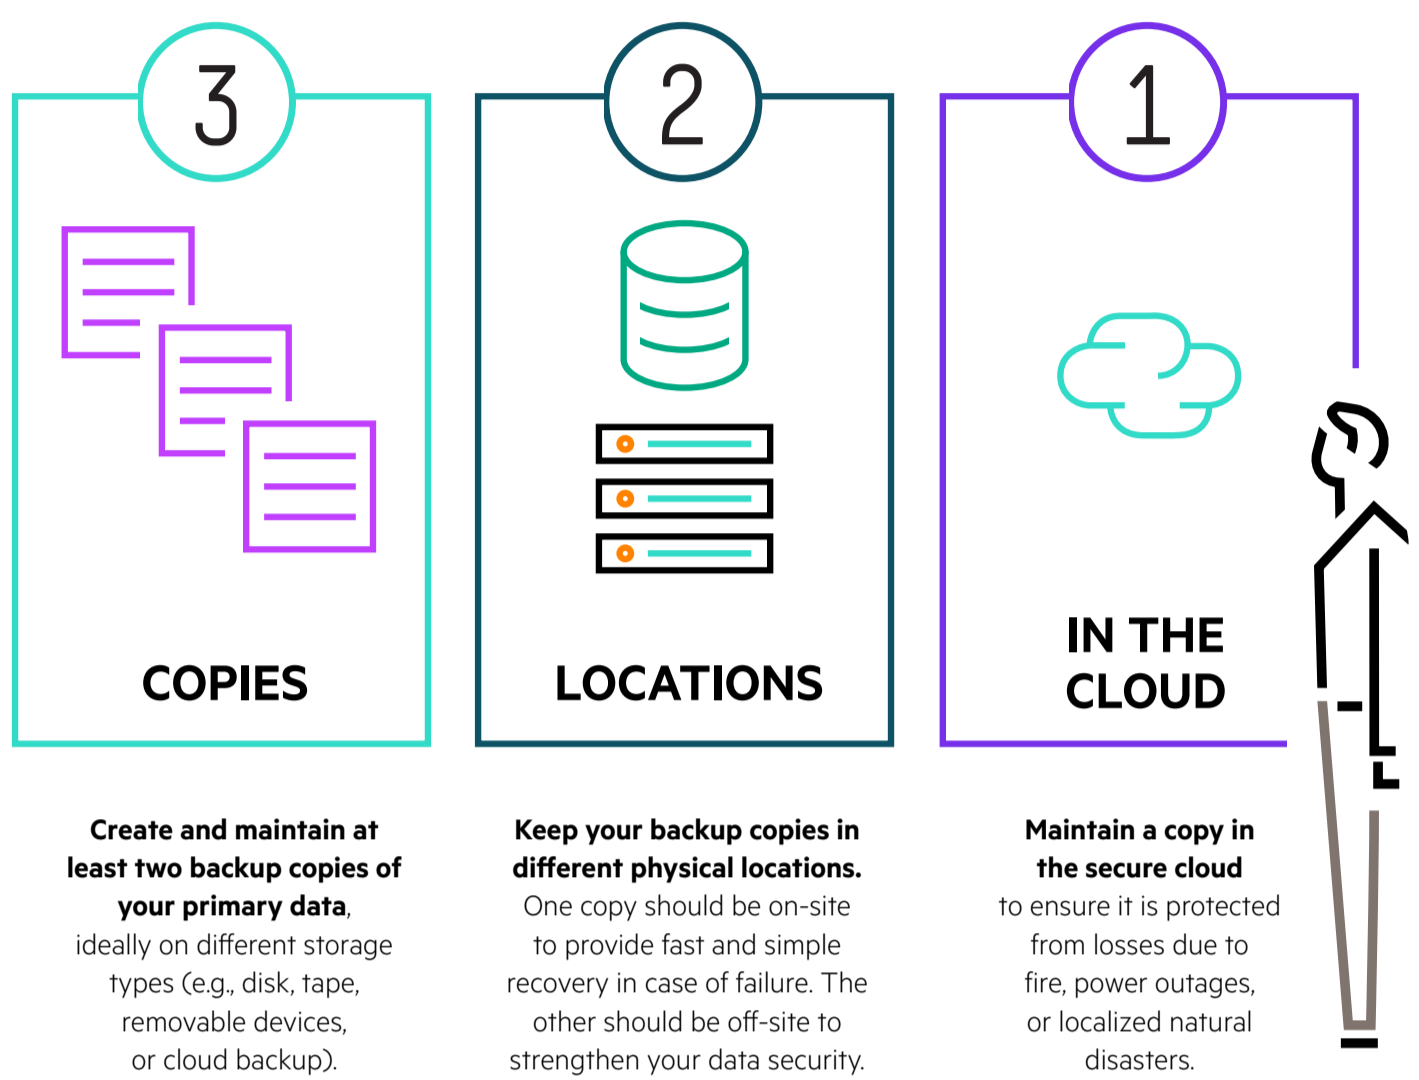 3
COPIES
Create and maintain at
least two backup copies of
your primary data,
ideally on different storage
types (e.g., disk, tape,
removable devices,
or cloud backup).
2
LOCATIONS
Keep your backup copies in
different physical locations.
One copy should be on-site
to provide fast and simple
recovery in case of failure. The
other should be off-site to
strengthen your data security.
1
IN THE
CLOUD
Maintain a copy in
the secure cloud
to ensure it is protected
from losses due to
fire, power outages,
or localized natural
disasters.